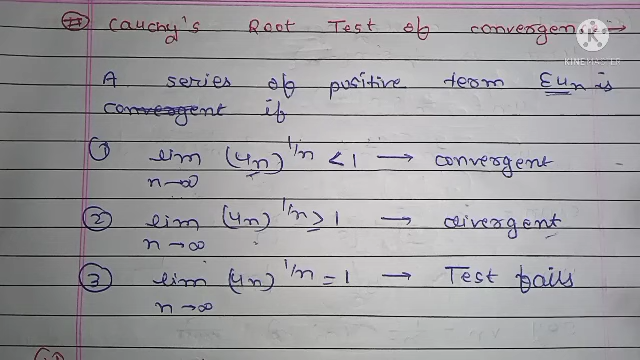 # Cauchy's Root Test of convergence →
KINEMASTER
A series of positive term Σun is
convergent if
① lim (un)^1/n < 1 → convergent
n→∞
② lim (un)^1/n > 1 → divergent
n→∞
③ lim (un)^1/n = 1 → Test fails
n→∞